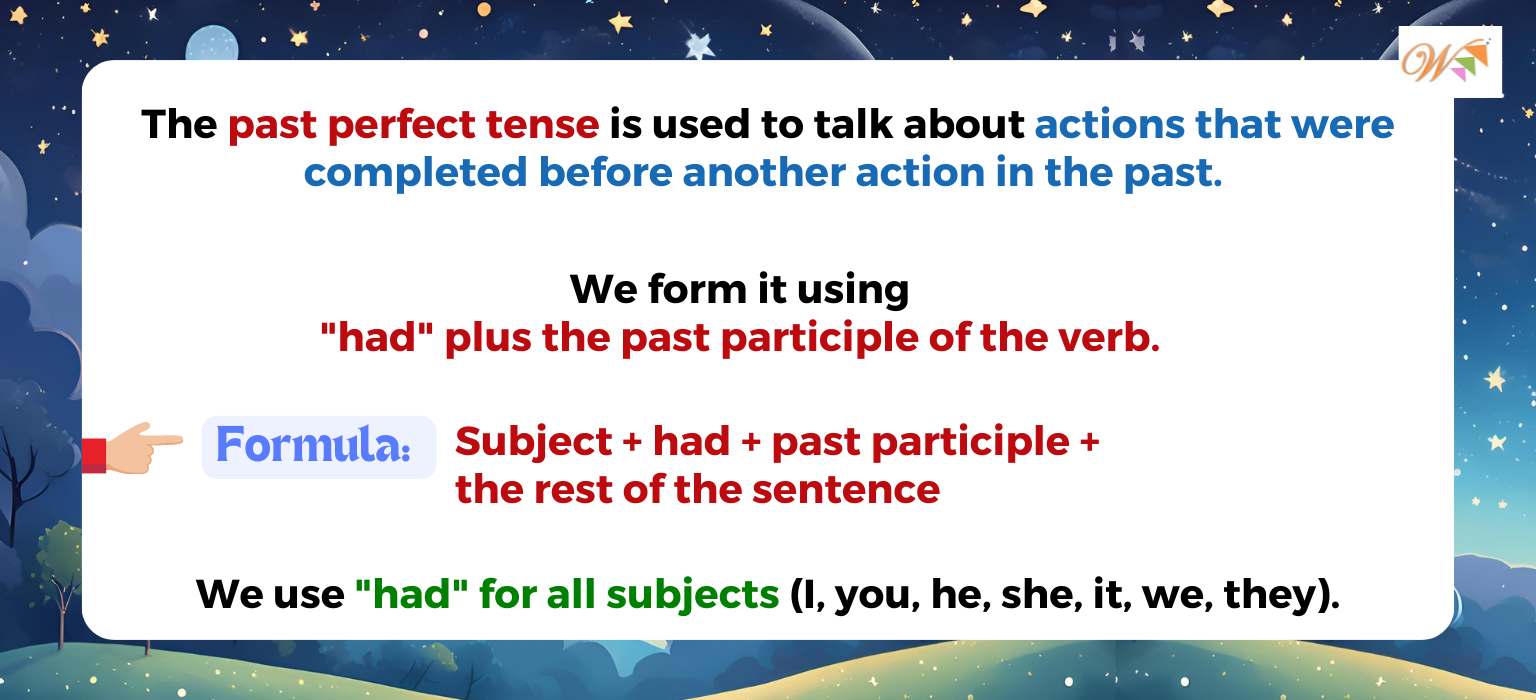 The past perfect tense is used to talk about actions that were
completed before another action in the past.
We form it using
"had" plus the past participle of the verb.
Formula:
Subject + had + past participle +
the rest of the sentence
We use "had" for all subjects (I, you, he, she, it, we, they).
W